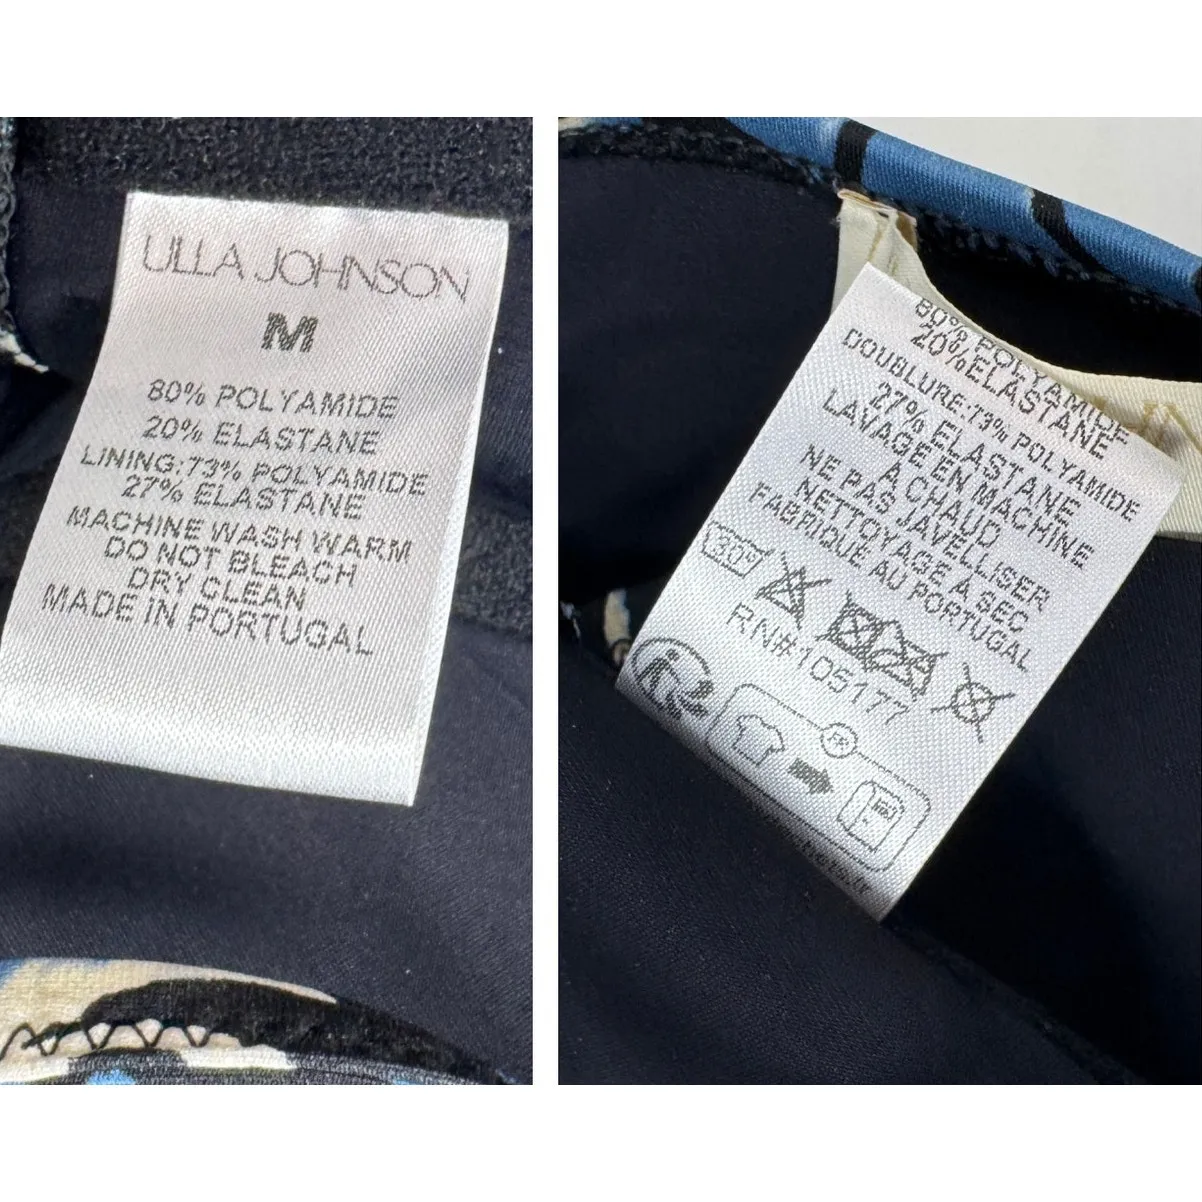 ULLA JOHNSON
M
80% POLYAMIDE
20% ELASTANE
LINING:73% POLYAMIDE
27% ELASTANE
MACHINE WASH WARM
DO NOT BLEACH
DRY CLEAN
MADE IN PORTUGAL
80% POLYAMIDE
20%ELASTANE
DOUBLURE:73% POLYAMIDE
27% ELASTANE
LAVAGE EN MACHINE
A CHAUD
NE PAS JAVELLISER
NETTOYAGE À SEC
FABRIQUÉ AU PORTUGAL
30°
RN#105177
FR